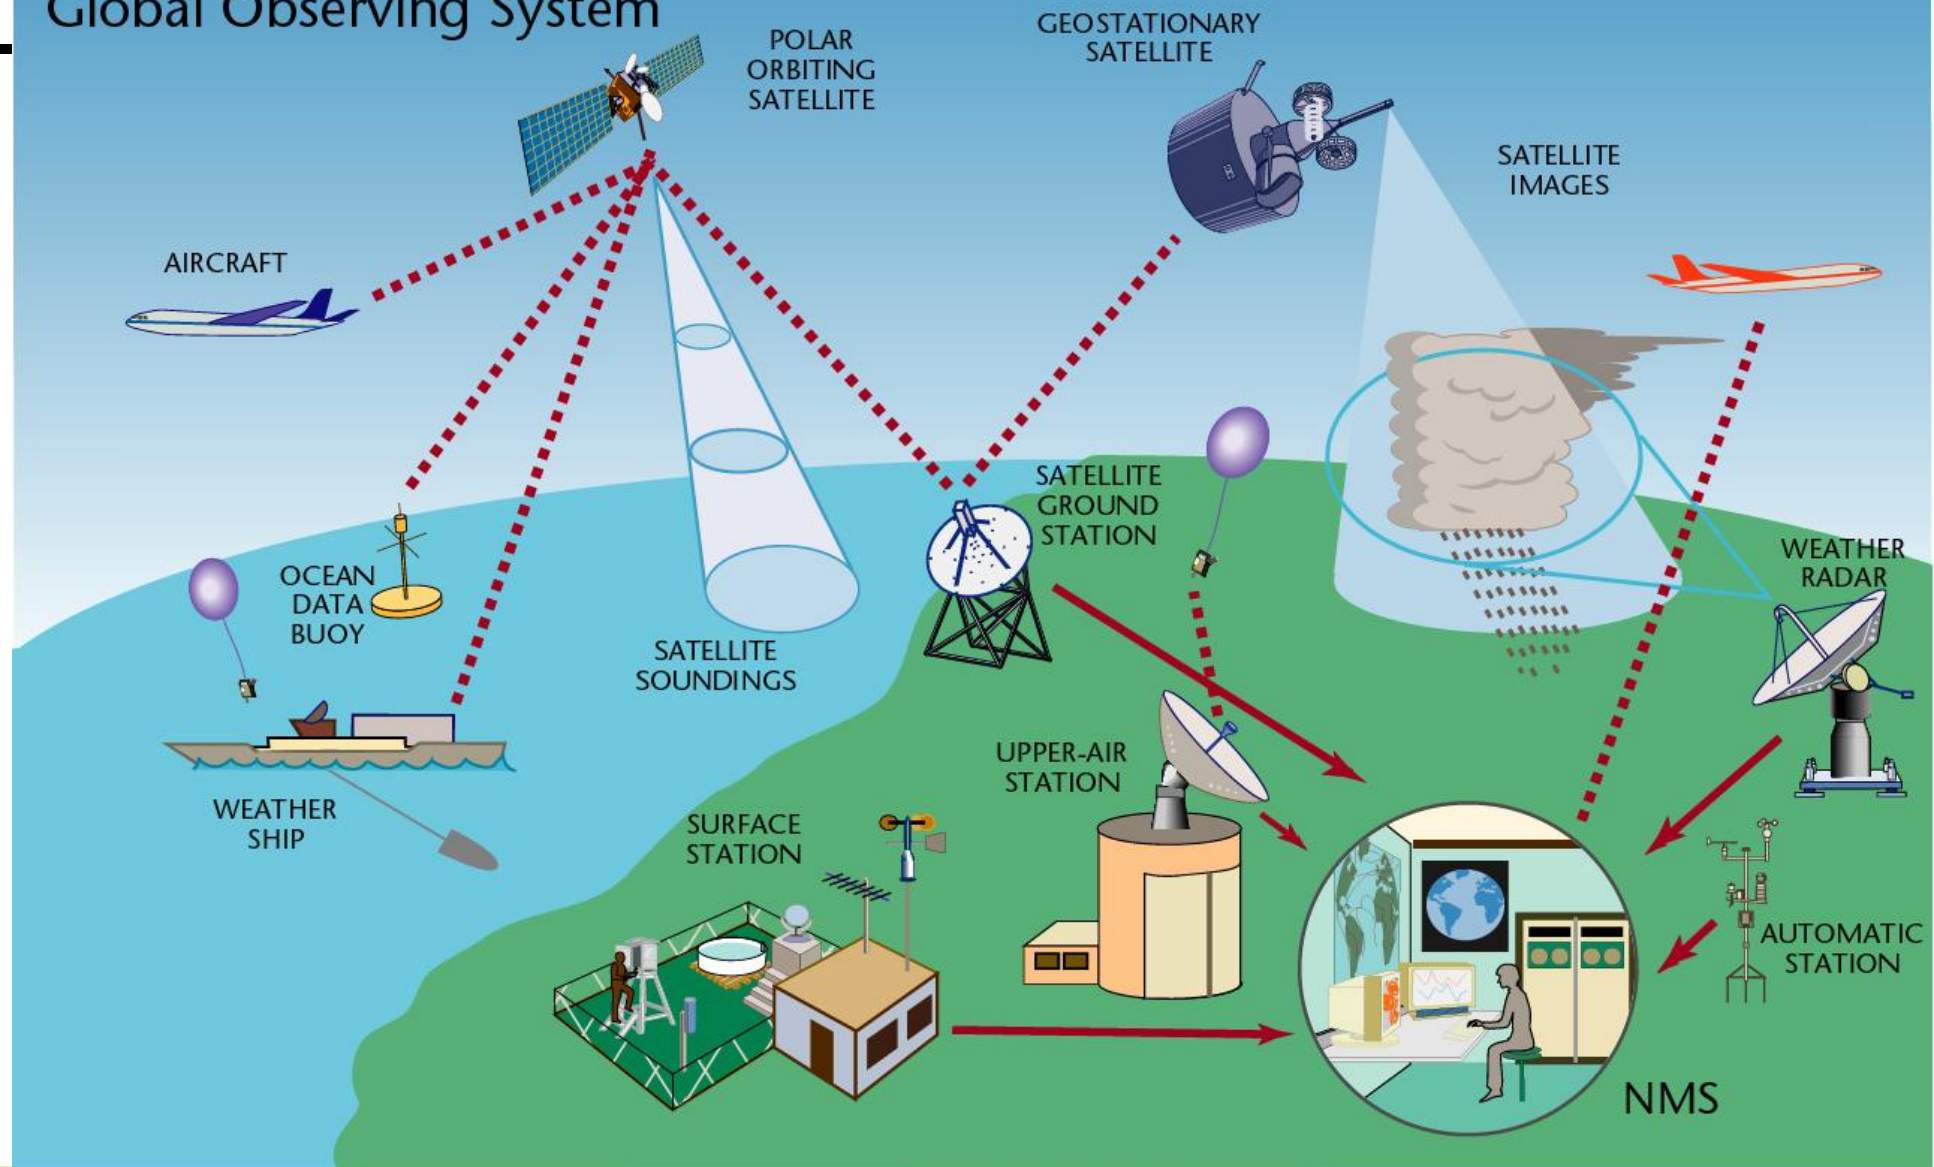 Global Observing System
POLAR
ORBITING
SATELLITE
GEOSTATIONARY
SATELLITE
SATELLITE
IMAGES
AIRCRAFT
SATELLITE
GROUND
STATION
OCEAN
DATA
BUOY
WEATHER
RADAR
SATELLITE
SOUNDINGS
UPPER-AIR
STATION
WEATHER
SHIP
SURFACE
STATION
AUTOMATIC
STATION
NMS